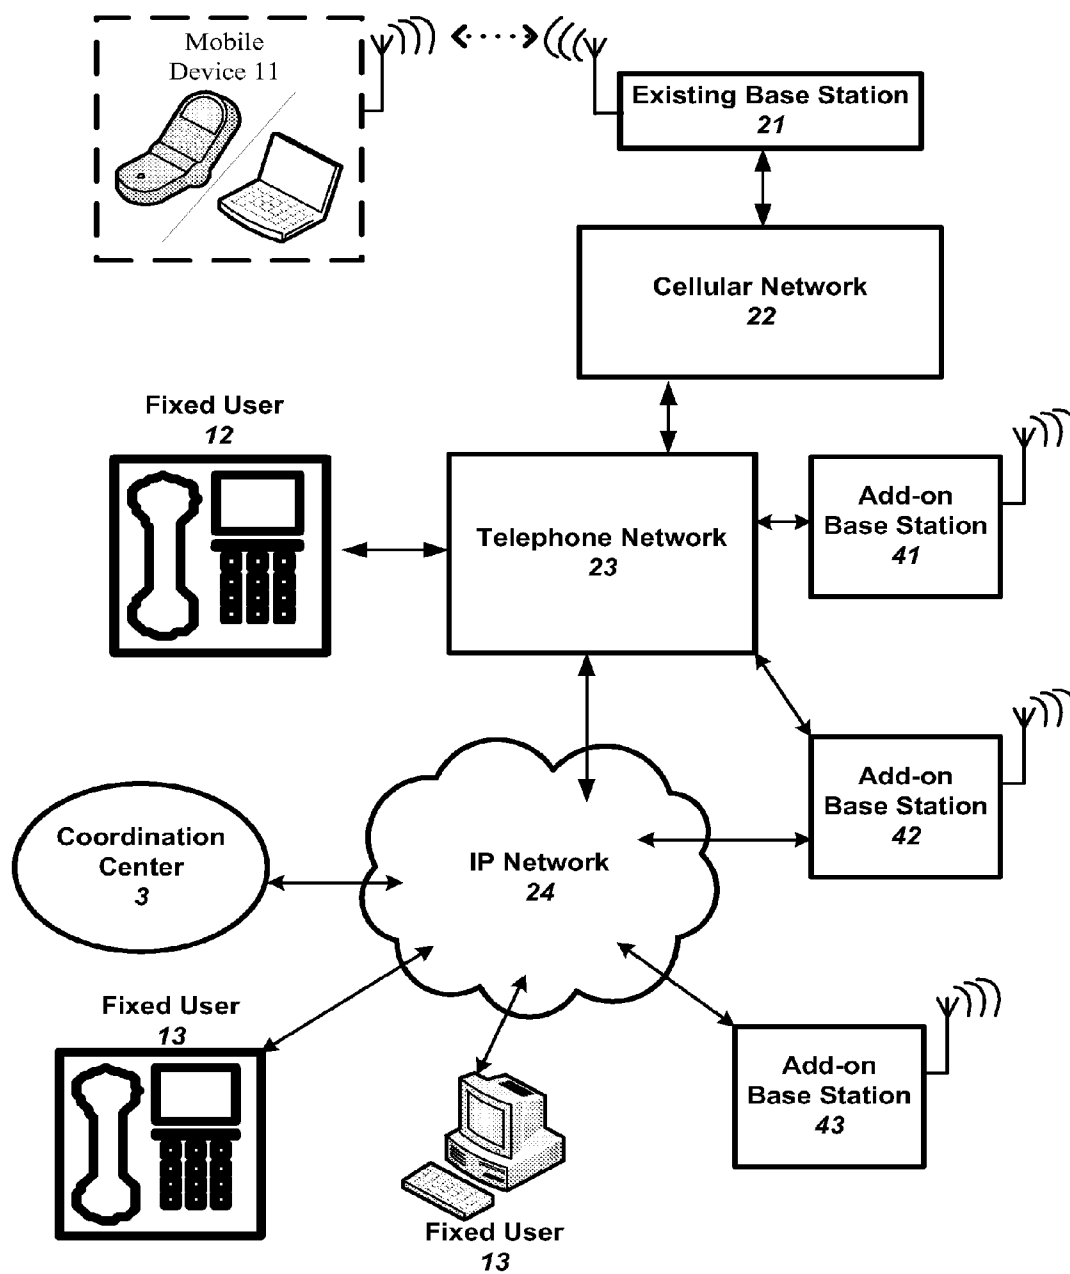 Mobile
Device 11
Existing Base Station
21
Cellular Network
22
Fixed User
12
Telephone Network
23
Add-on
Base Station
41
Add-on
Base Station
42
Coordination
Center
3
IP Network
24
Fixed User
13
Add-on
Base Station
43
Fixed User
13